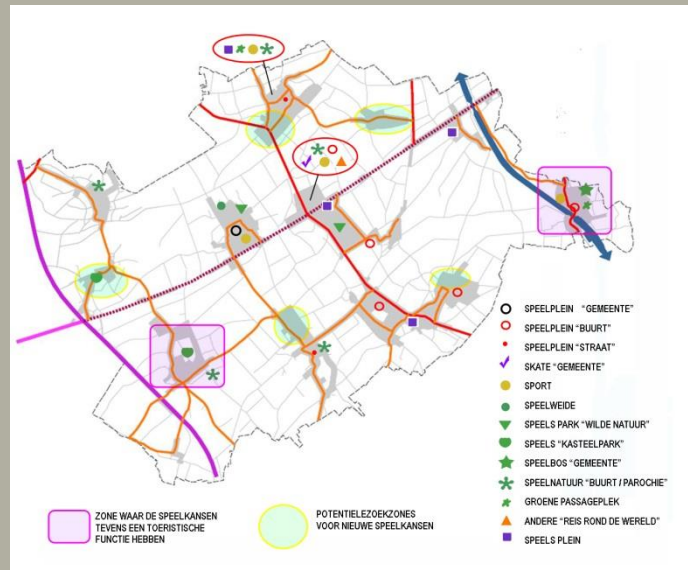 SPEELPLEIN "GEMEENTE"
SPEELPLEIN "BUURT"
SPEELPLEIN "STRAAT"
SKATE "GEMEENTE"
SPORT
SPEELWEIDE
SPEELS PARK "WILDE NATUUR"
SPEELS "KASTEELPARK"
SPEELBOS "GEMEENTE"
SPEELNATUUR "BUURT / PAROCHIE"
GROENE PASSAGEPLEK
ANDERE "REIS ROND DE WERELD"
SPEELS PLEIN
ZONE WAAR DE SPEELKANSEN
TEVENS EEN TOERISTISCHE
FUNCTIE HEBBEN
POTENTIELEZOEKZONES
VOOR NIEUWE SPEELKANSEN